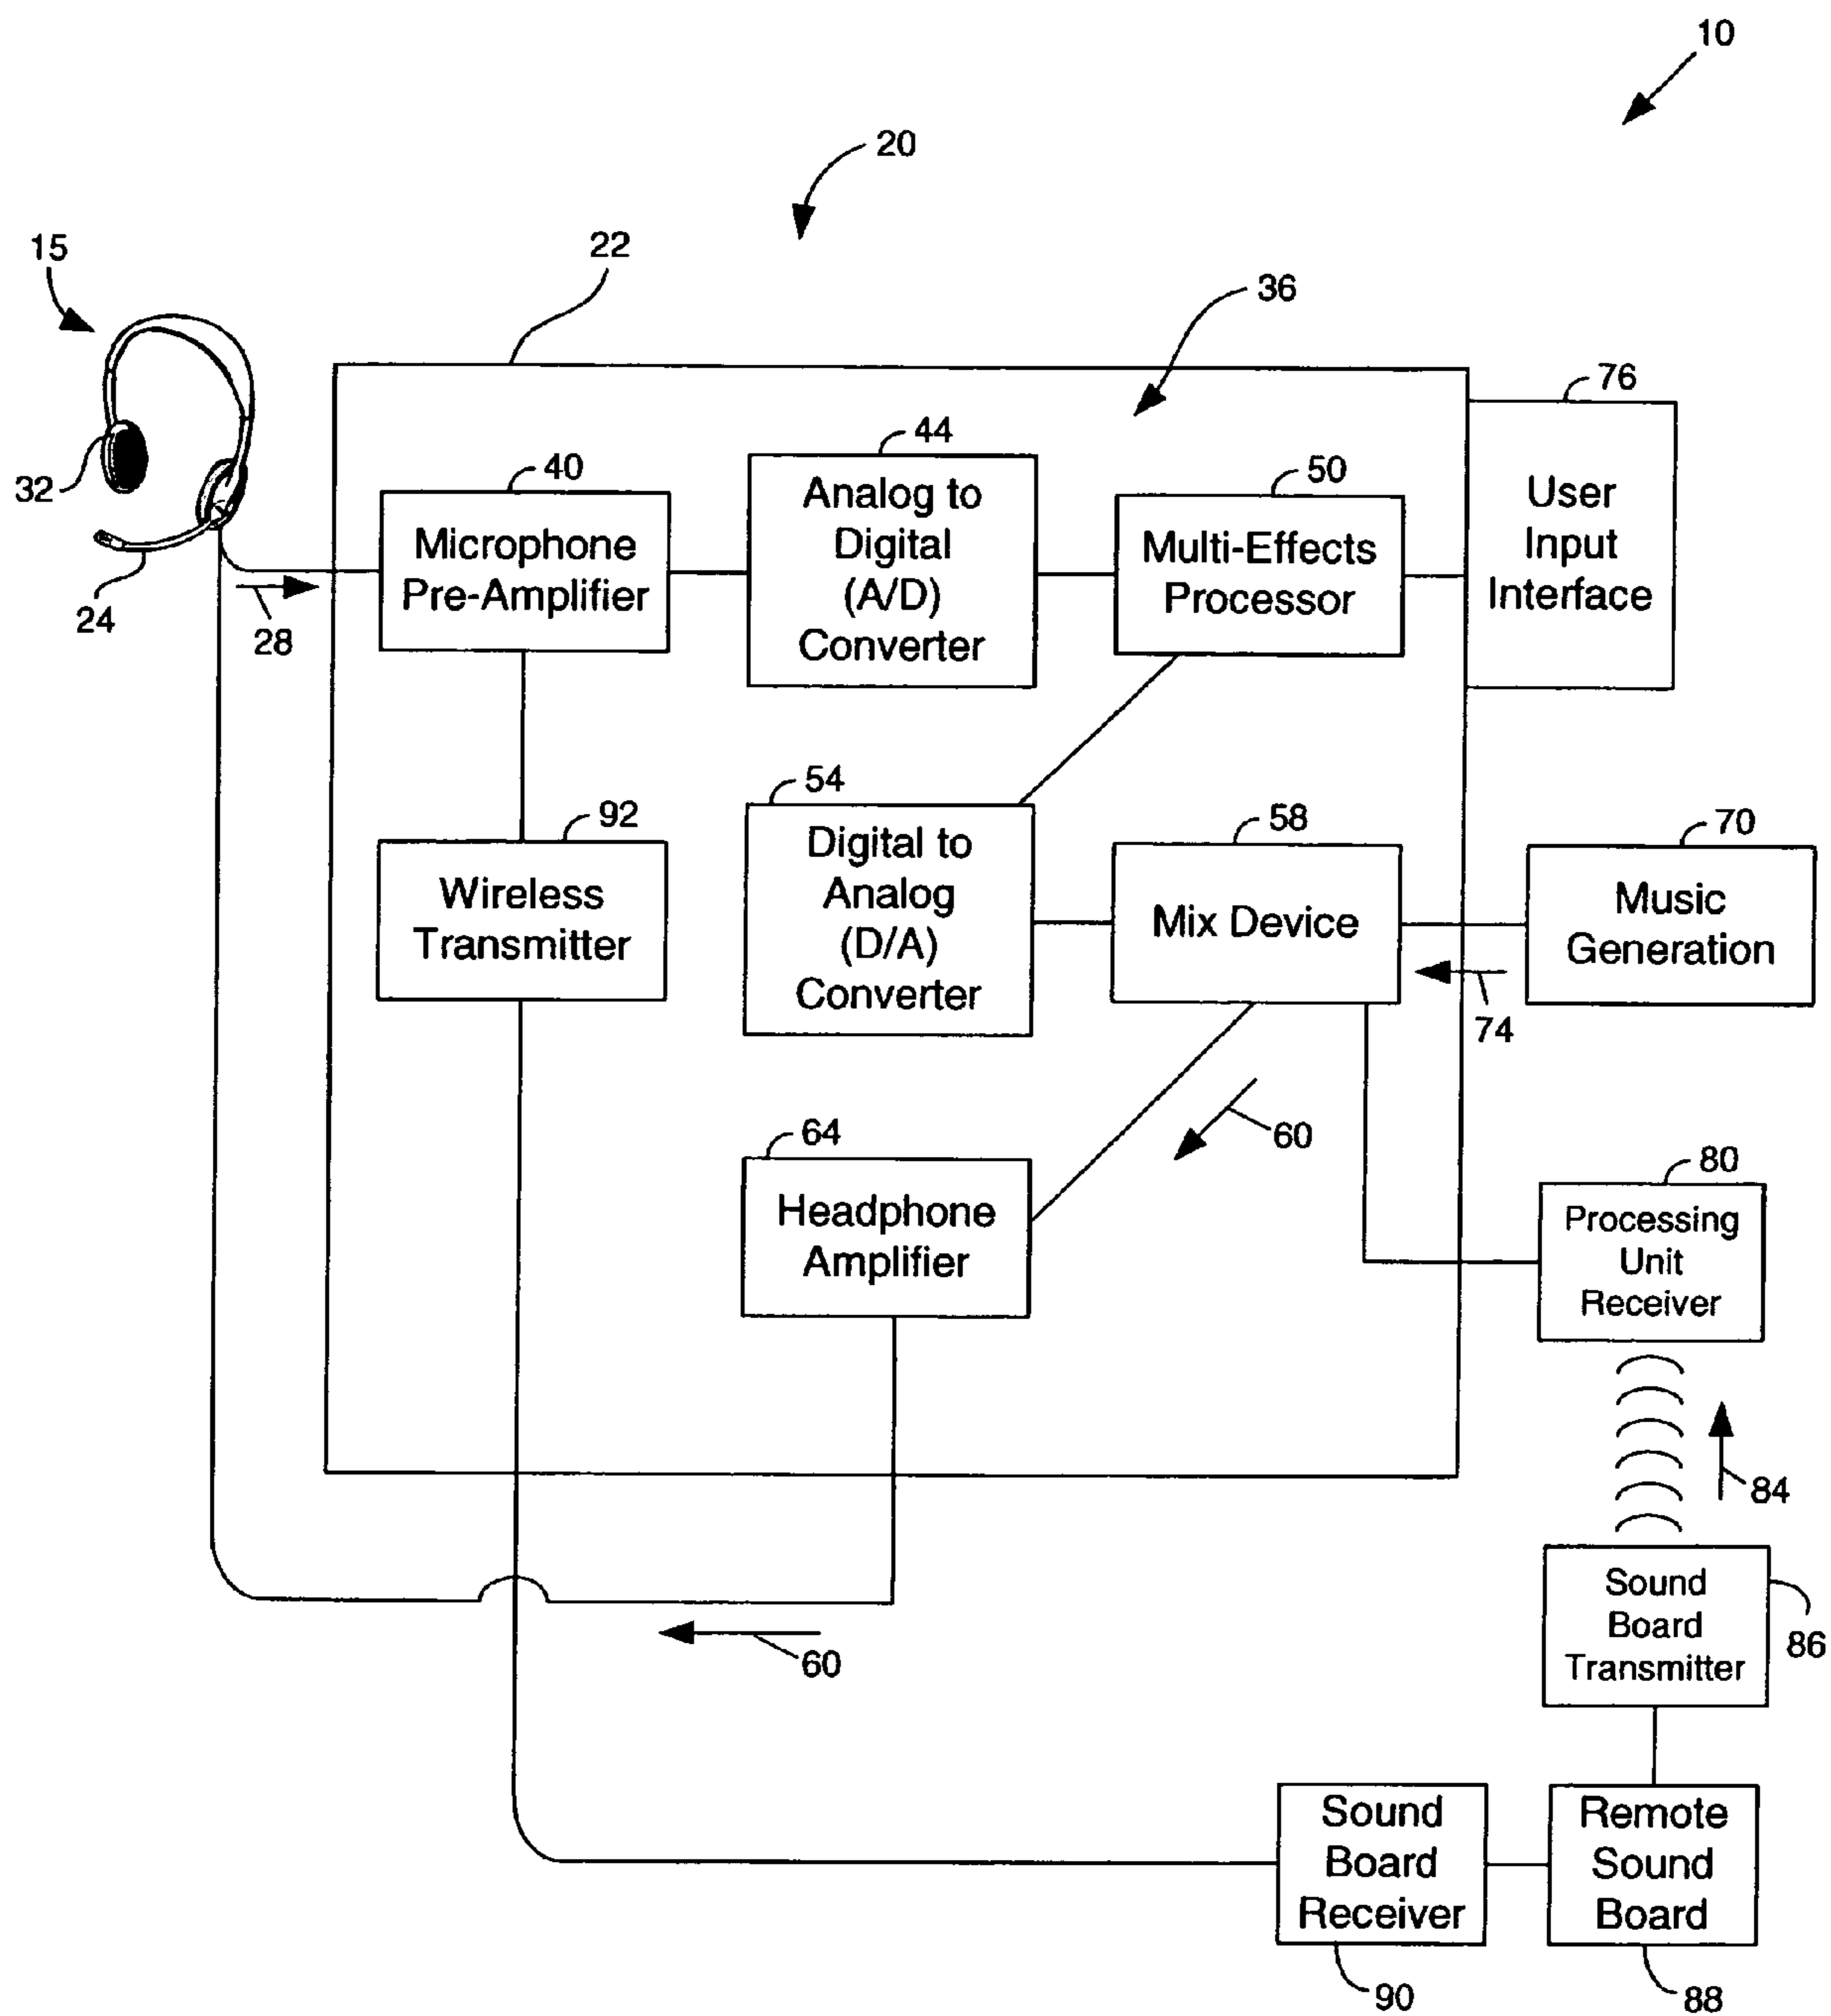 10
20
22
15
36
76
44
40
50
32
Analog to
Digital
(A/D)
Converter
User
Input
Interface
Microphone
Pre-Amplifier
Multi-Effects
Processor
24
28
54
92
58
70
Digital to
Analog
(D/A)
Converter
Wireless
Transmitter
Mix Device
Music
Generation
74
64
60
80
Headphone
Amplifier
Processing
Unit
Receiver
84
Sound
Board
Transmitter
86
60
Sound
Board
Receiver
Remote
Sound
Board
90
88